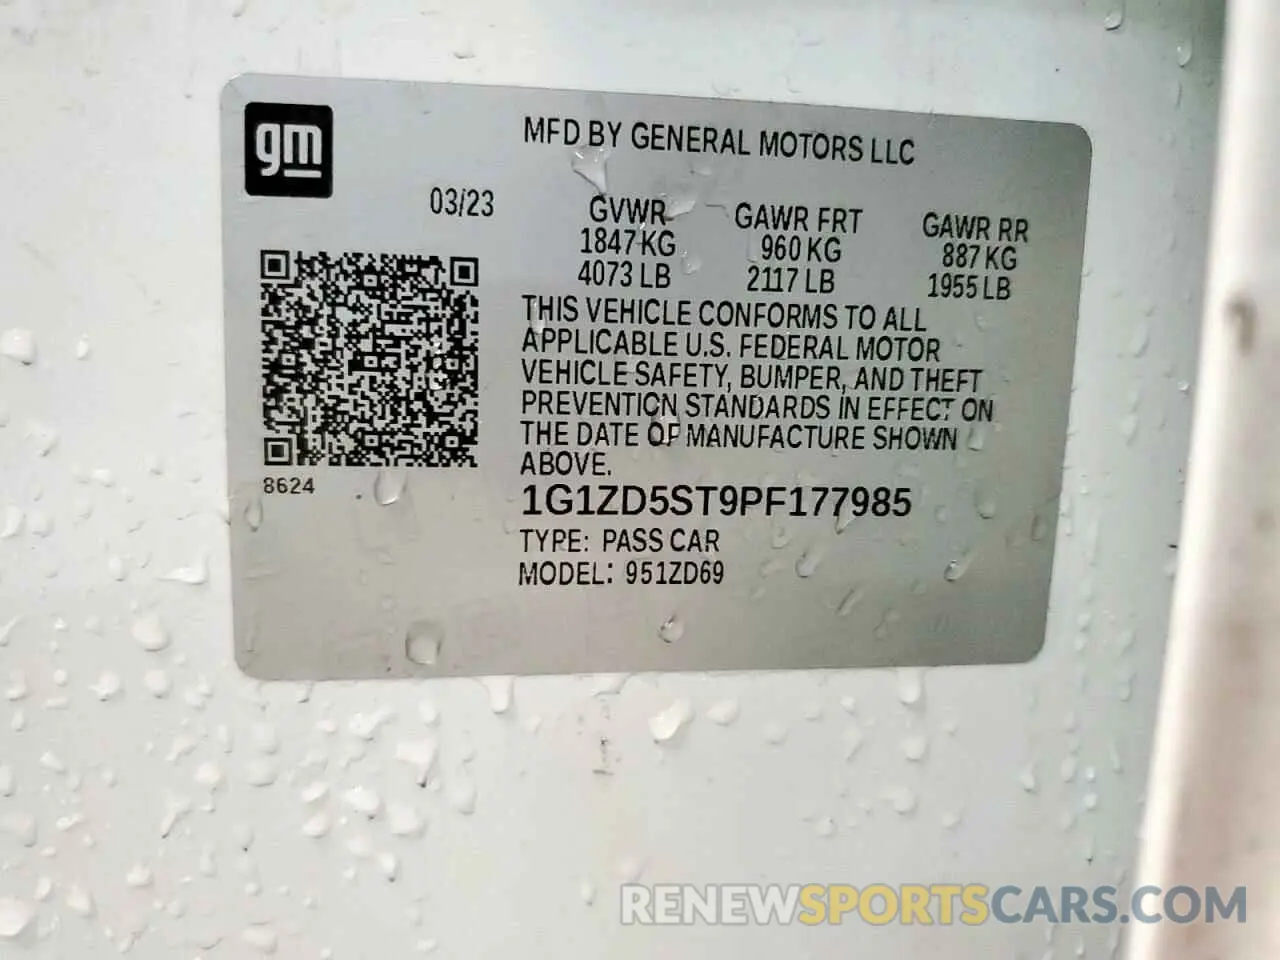 gm
MFD BY GENERAL MOTORS LLC
03/23
GVWR GAWR FRT GAWR RR
1847 KG 960 KG 887 KG
4073 LB 2117 LB 1955 LB
THIS VEHICLE CONFORMS TO ALL
APPLICABLE U.S. FEDERAL MOTOR
VEHICLE SAFETY, BUMPER, AND THEFT
PREVENTION STANDARDS IN EFFECT ON
THE DATE OF MANUFACTURE SHOWN
ABOVE.
8624
1G1ZD5ST9PF177985
TYPE: PASS CAR
MODEL: 951ZD69
RENEWSPORTSCARS.COM